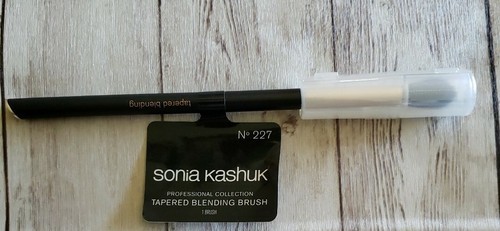 tapered blending
Nº 227
sonia kashuk
PROFESSIONAL COLLECTION
TAPERED BLENDING BRUSH
1 BRUSH